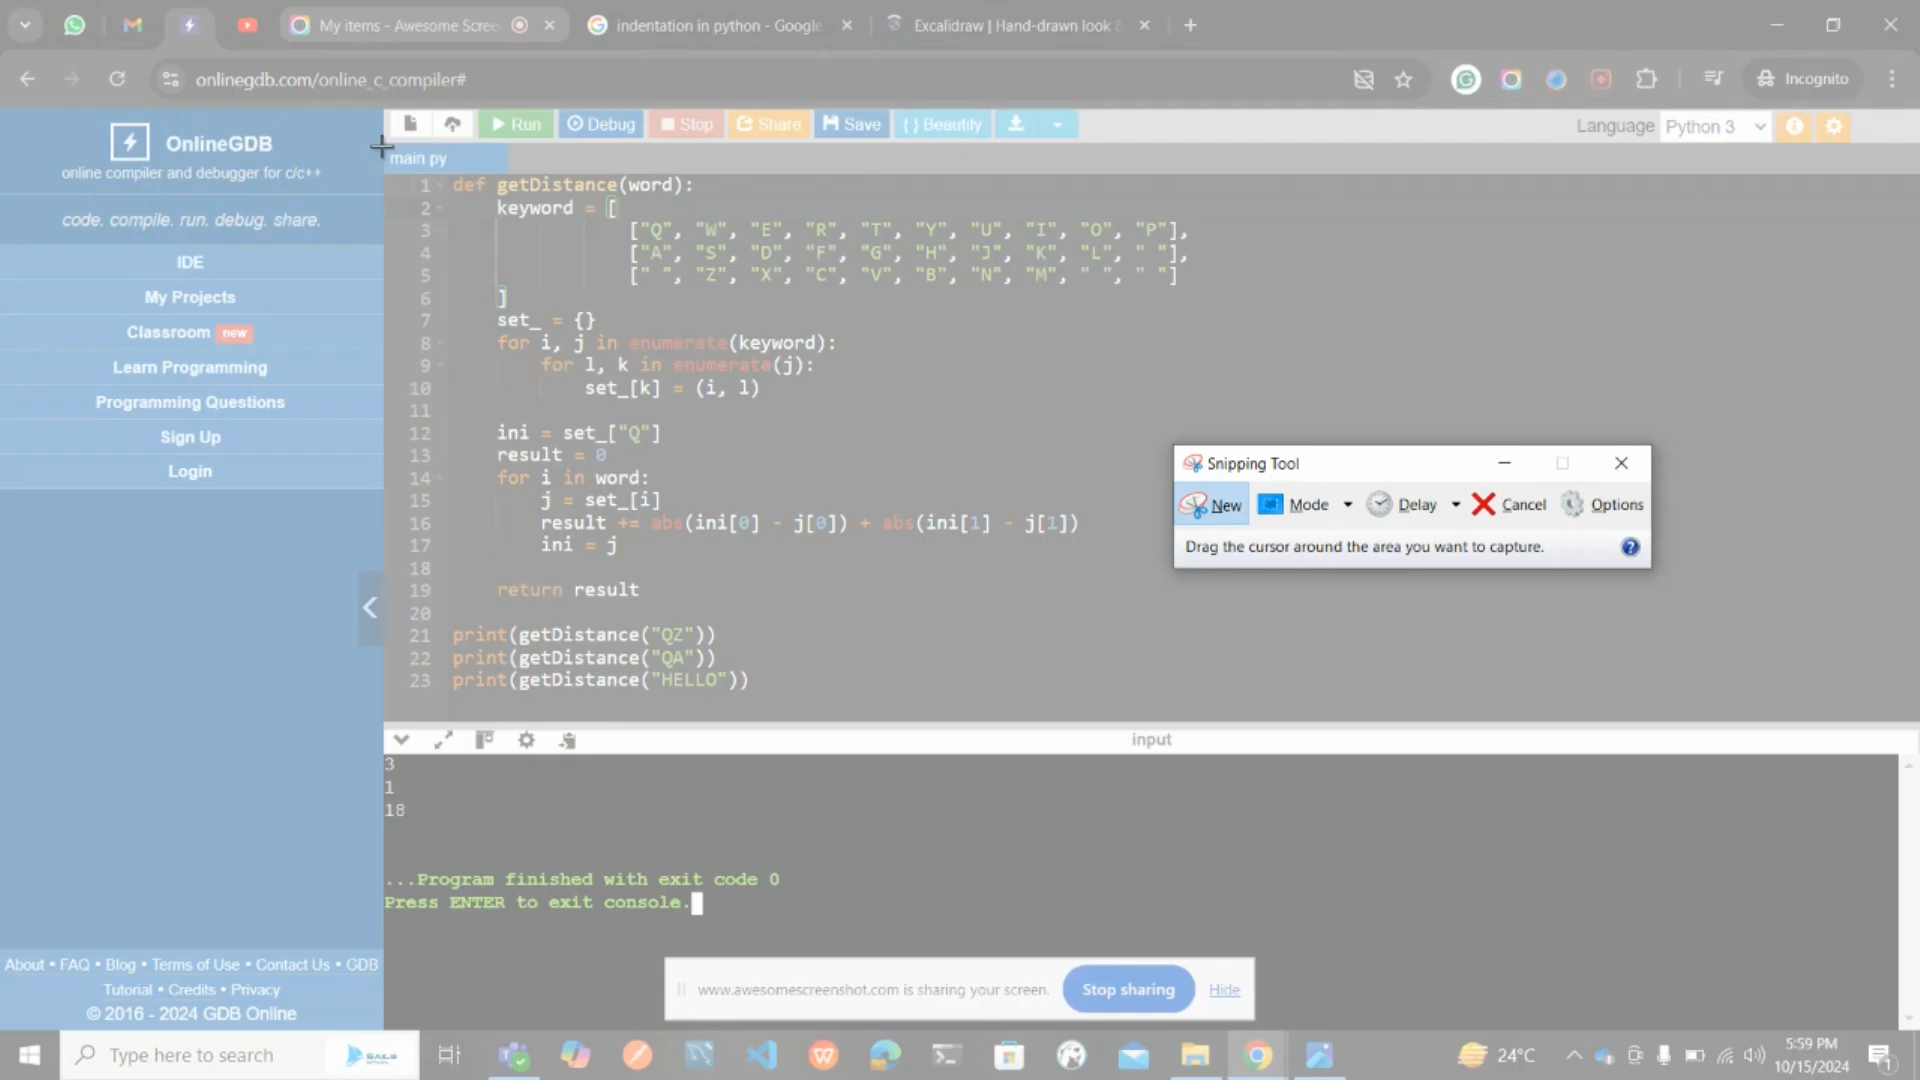 My items - Awesome Scree
indentation in python - Google
Excalidraw | Hand-drawn look &
onlinegdb.com/online_c_compiler#
Incognito
OnlineGDB
online compiler and debugger for c/c++
code. compile. run. debug. share.
IDE
My Projects
Classroom new
Learn Programming
Programming Questions
Sign Up
Login
About • FAQ • Blog • Terms of Use • Contact Us • GDB
Tutorial • Credits • Privacy
© 2016 - 2024 GDB Online
Run Debug Stop Share Save { } Beautify
Language Python 3
main py
1 def getDistance(word):
2 keyword = [
3 ["Q", "W", "E", "R", "T", "Y", "U", "I", "O", "P"],
4 ["A", "S", "D", "F", "G", "H", "J", "K", "L", " "],
5 [" ", "Z", "X", "C", "V", "B", "N", "M", " ", " "]
6 ]
7 set_ = {}
8 for i, j in enumerate(keyword):
9 for l, k in enumerate(j):
10 set_[k] = (i, l)
11
12 ini = set_["Q"]
13 result = 0
14 for i in word:
15 j = set_[i]
16 result += abs(ini[0] - j[0]) + abs(ini[1] - j[1])
17 ini = j
18
19 return result
20
21 print(getDistance("QZ"))
22 print(getDistance("QA"))
23 print(getDistance("HELLO"))
Snipping Tool
New Mode Delay Cancel Options
Drag the cursor around the area you want to capture.
input
3
1
18
...Program finished with exit code 0
Press ENTER to exit console.
www.awesomescreenshot.com is sharing your screen.
Stop sharing
Hide
Type here to search
24°C
5:59 PM
10/15/2024
1